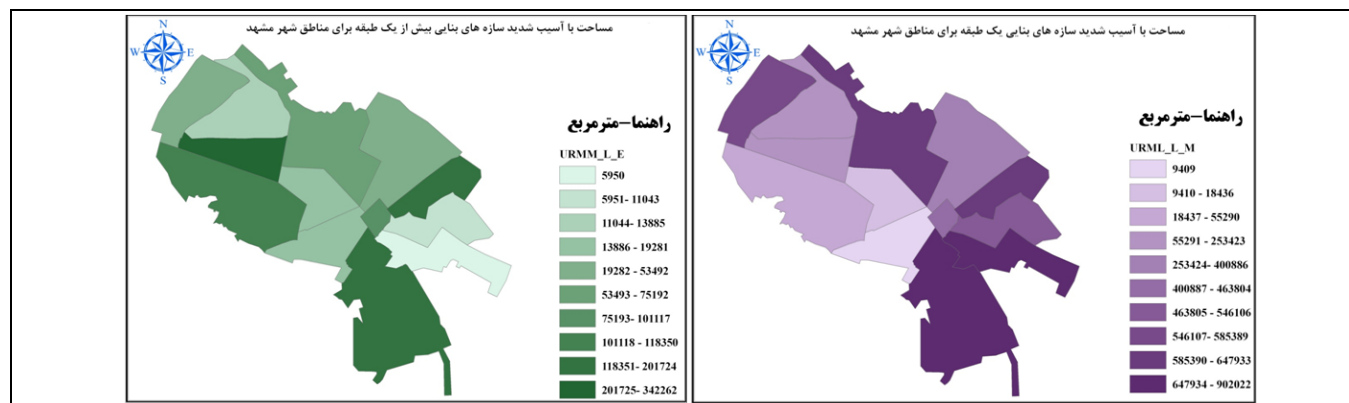 مساحت با آسیب شدید سازه های بنایی بیش از یک طبقه برای مناطق شهر مشهد
N
W E
S
راهنما-مترمربع
URMM_L_E
5950
5951- 11043
11044- 13885
13886 - 19281
19282 - 53492
53493 - 75192
75193- 101117
101118 - 118350
118351- 201724
201725- 342262
مساحت با آسیب شدید سازه های بنایی یک طبقه برای مناطق شهر مشهد
N
W E
S
راهنما-مترمربع
URML_L_M
9409
9410 - 18436
18437 - 55290
55291 - 253423
253424- 400886
400887 - 463804
463805 - 546106
546107- 585389
585390 - 647933
647934 - 902022